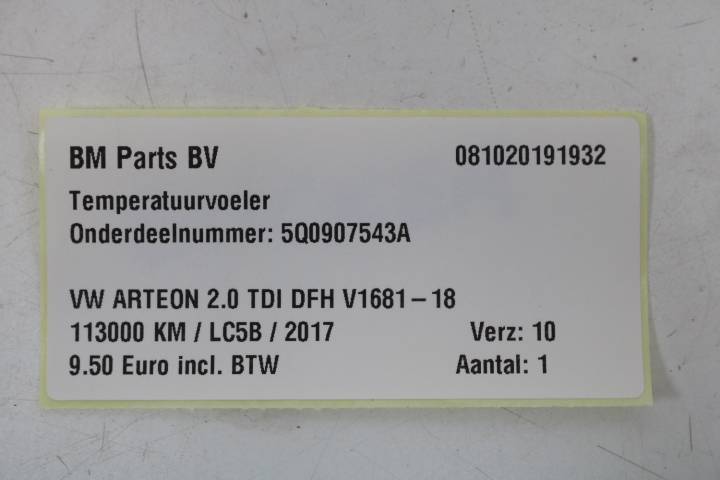 BM Parts BV 081020191932
Temperatuurvoeler
Onderdeelnummer: 5Q0907543A
VW ARTEON 2.0 TDI DFH V1681-18
113000 KM / LC5B / 2017 Verz: 10
9.50 Euro incl. BTW Aantal: 1